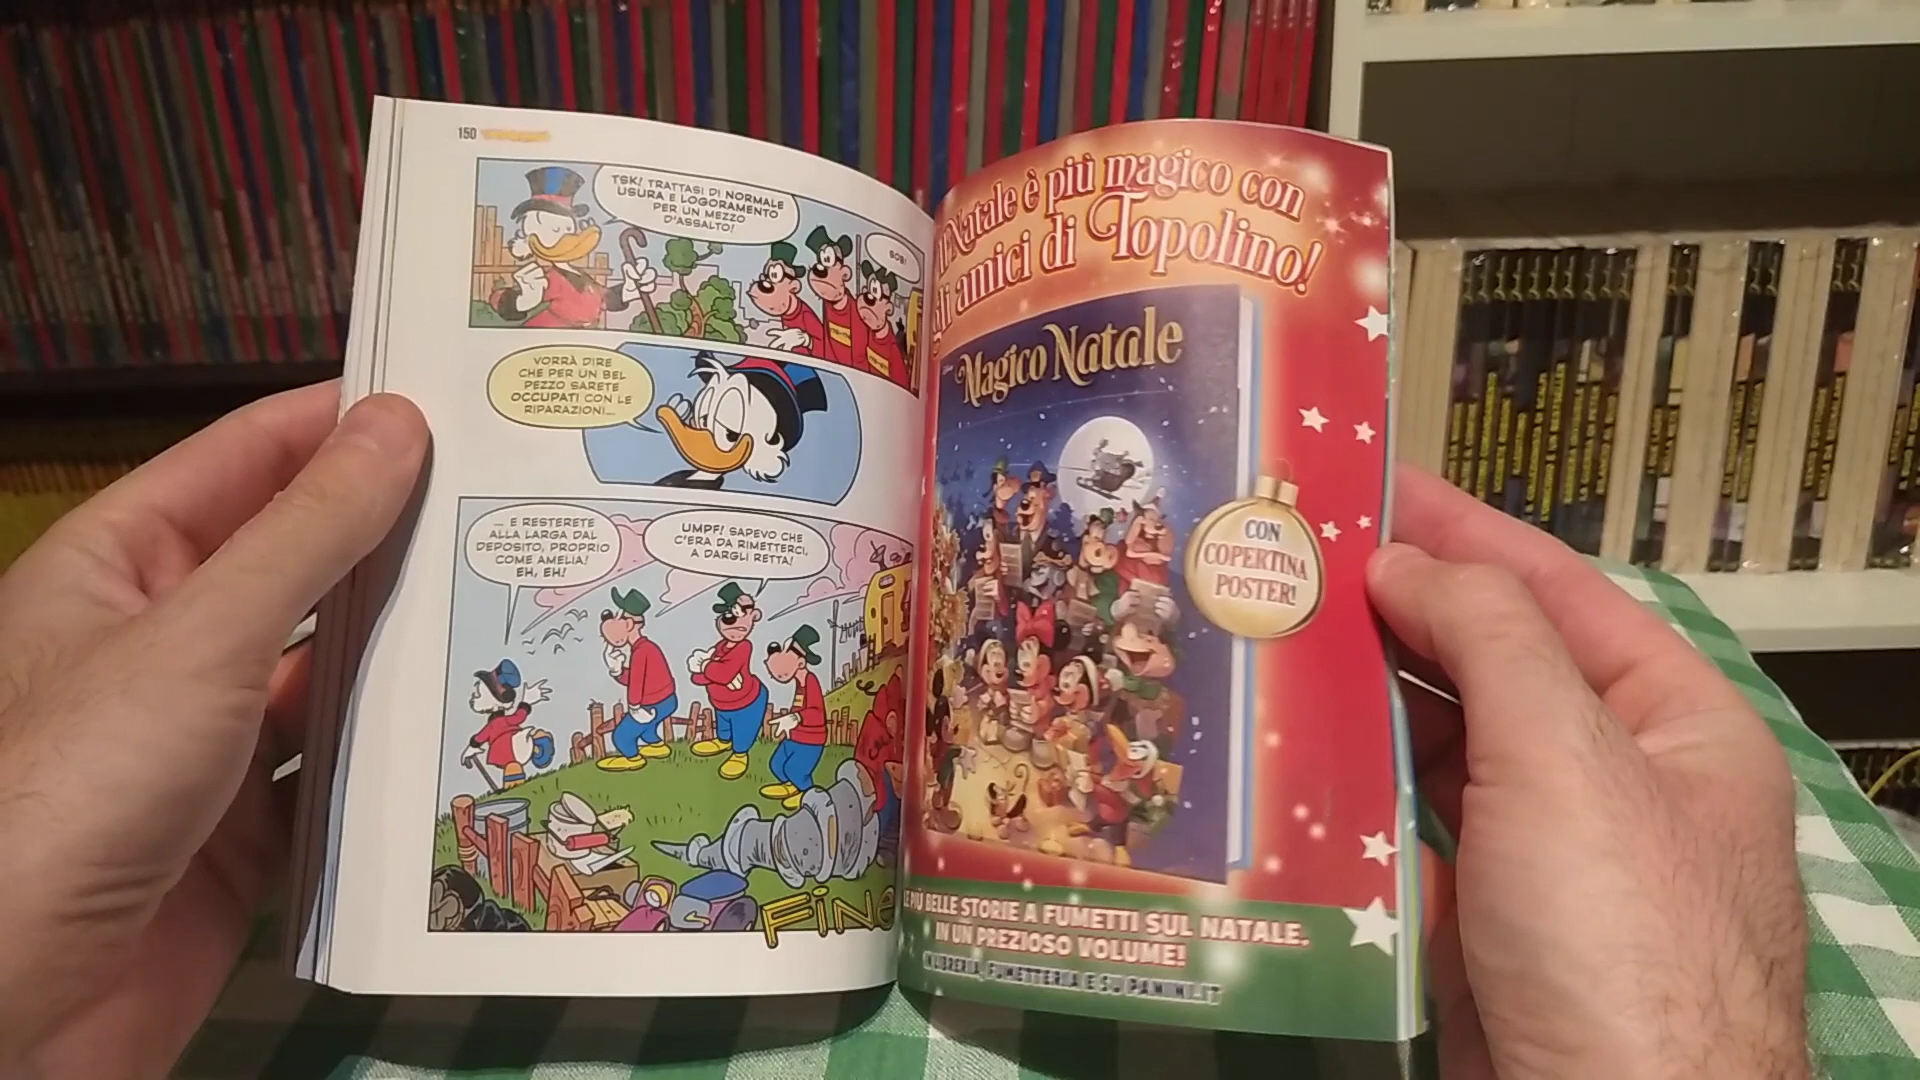 150
TSK! TRATTASI DI NORMALE
USURA E LOGORAMENTO
PER UN MEZZO
D'ASSALTO!
SOB!
VORRÀ DIRE
CHE PER UN BEL
PEZZO SARETE
OCCUPATI CON LE
RIPARAZIONI...
... E RESTERETE
ALLA LARGA DAL
DEPOSITO, PROPRIO
COME AMELIA!
EH, EH!
UMPF! SAPEVO CHE
C'ERA DA RIMETTERCI,
A DARGLI RETTA!
FINE
Il Natale è più magico con
gli amici di Topolino!
Magico Natale
CON
COPERTINA
POSTER!
LE PIÙ BELLE STORIE A FUMETTI SUL NATALE.
IN UN PREZIOSO VOLUME!
IN LIBRERIA, FUMETTERIA E SU PANINI.IT